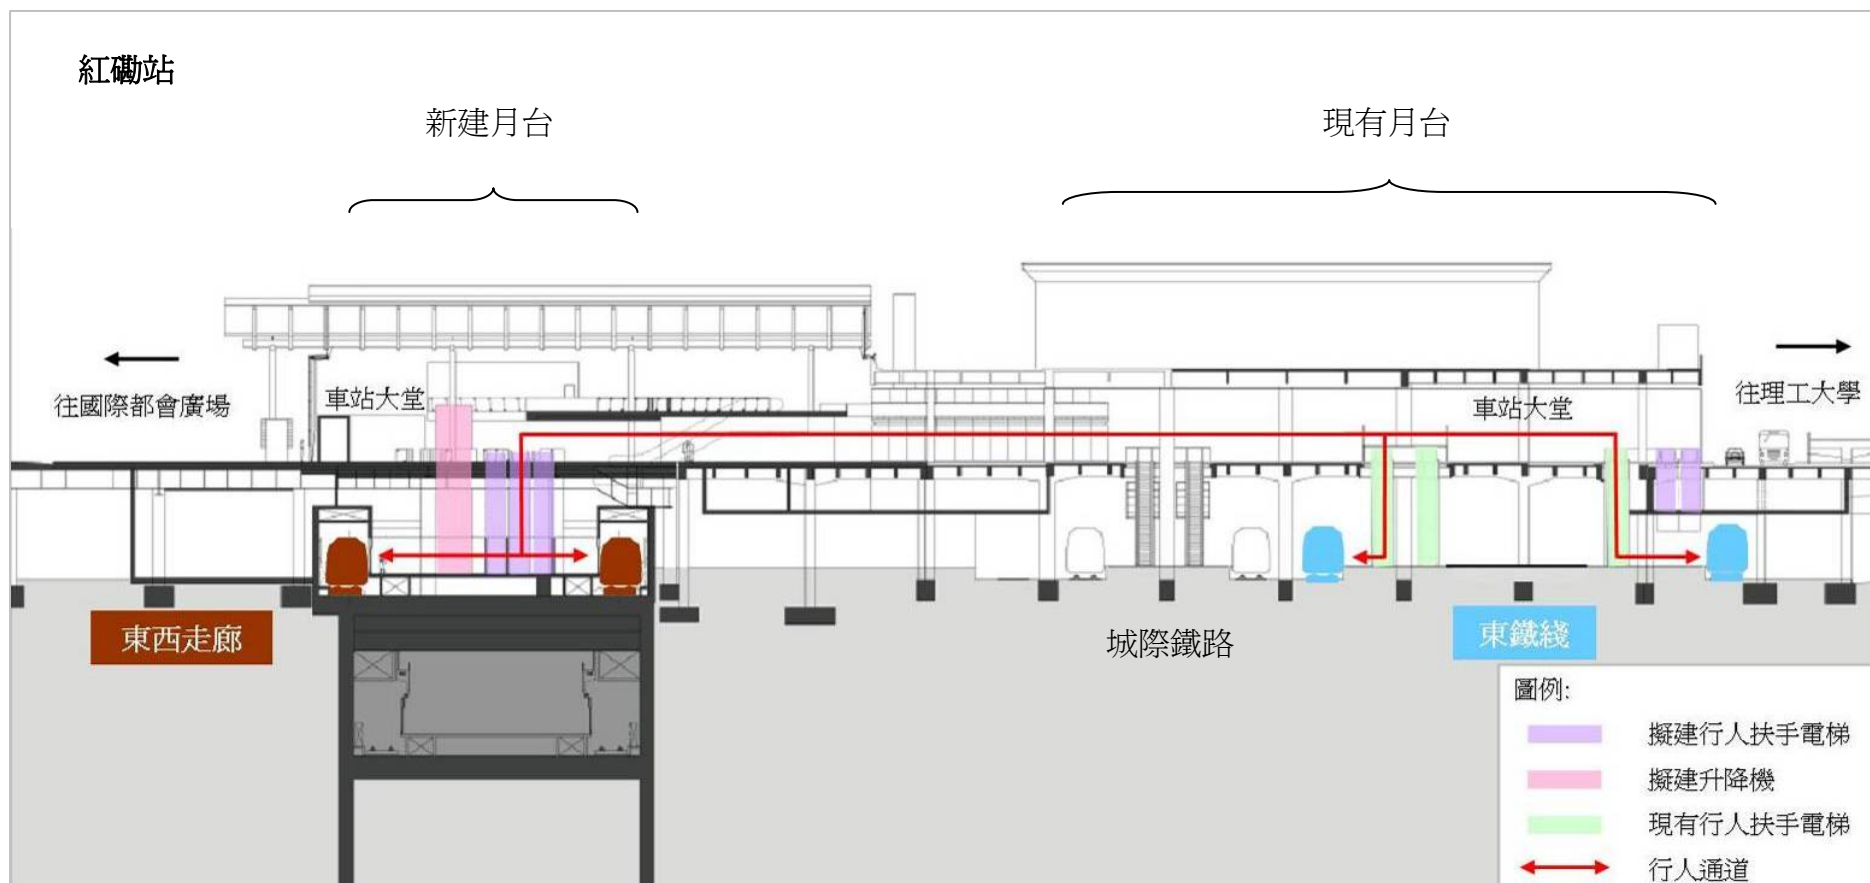 紅磡站
新建月台
現有月台
往國際都會廣場
車站大堂
車站大堂
往理工大學
東西走廊
城際鐵路
東鐵綫
圖例:
擬建行人扶手電梯
擬建升降機
現有行人扶手電梯
行人通道